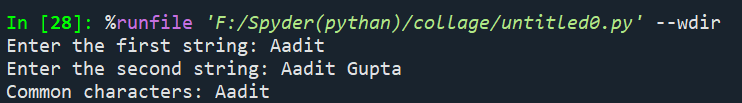 In [28]: %runfile 'F:/Spyder(pythan)/collage/untitled0.py' --wdir
Enter the first string: Aadit
Enter the second string: Aadit Gupta
Common characters: Aadit